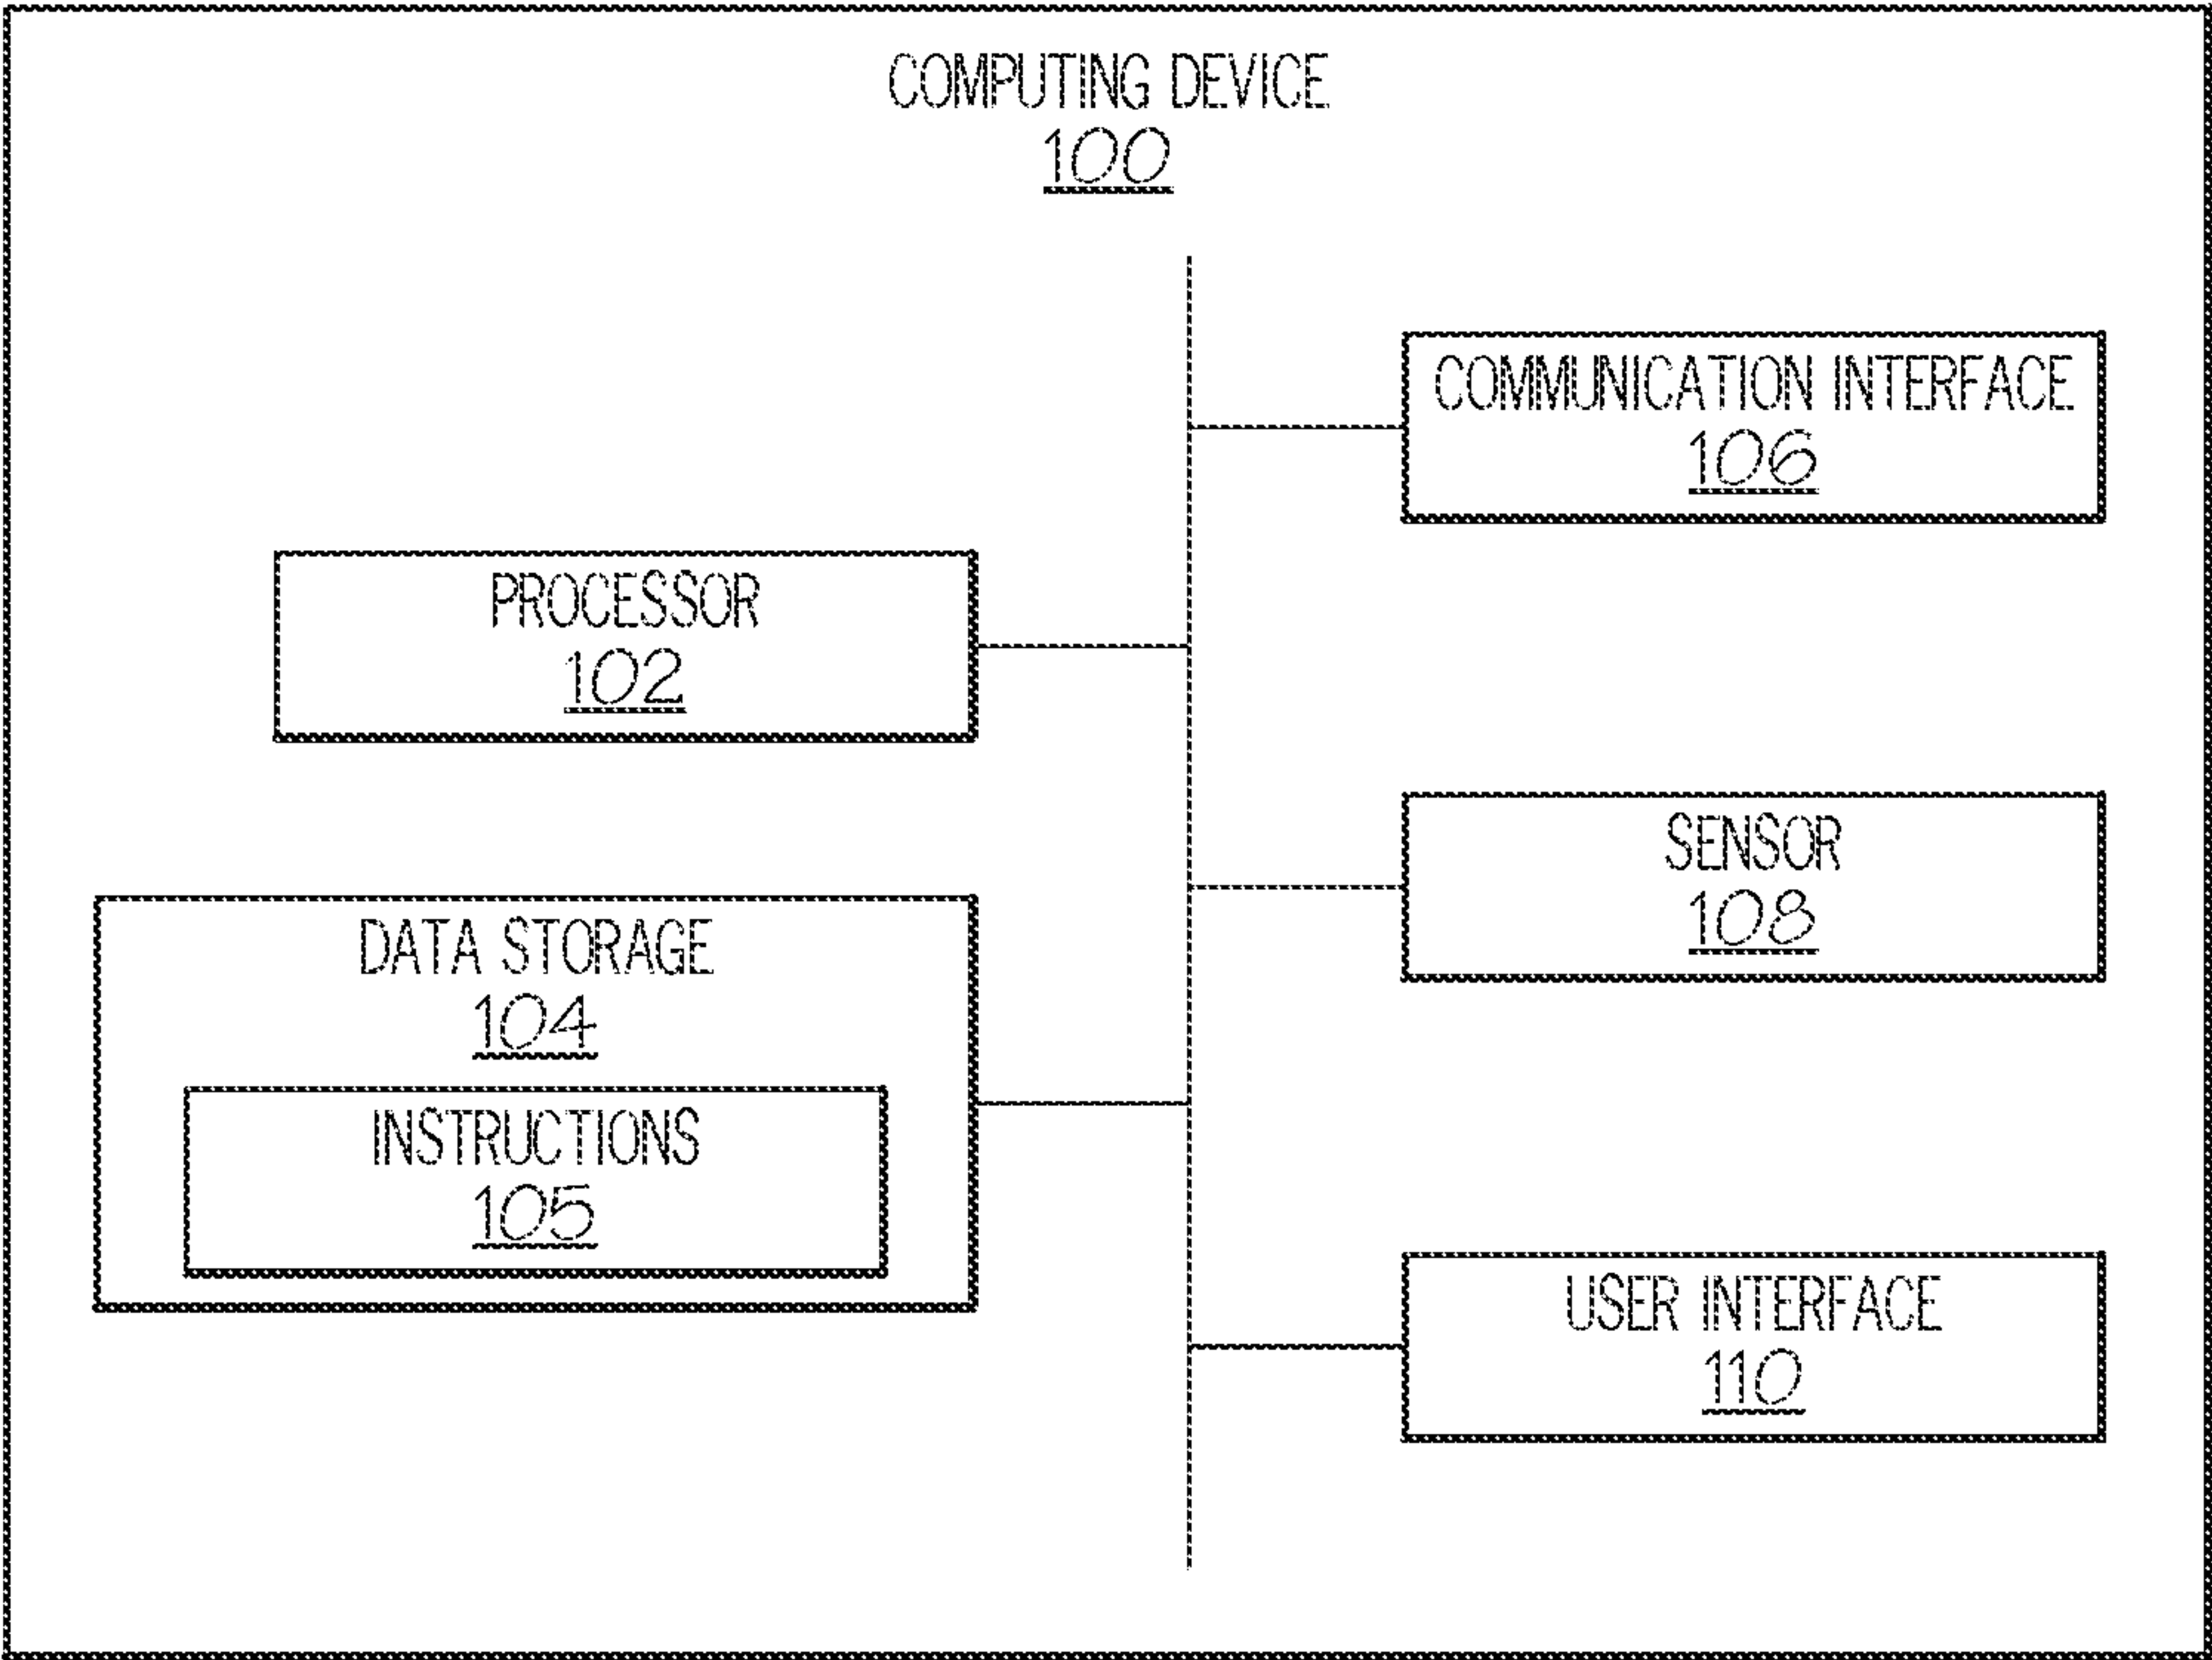 COMPUTING DEVICE
100
COMMUNICATION INTERFACE
106
PROCESSOR
102
SENSOR
108
DATA STORAGE
104
INSTRUCTIONS
105
USER INTERFACE
110